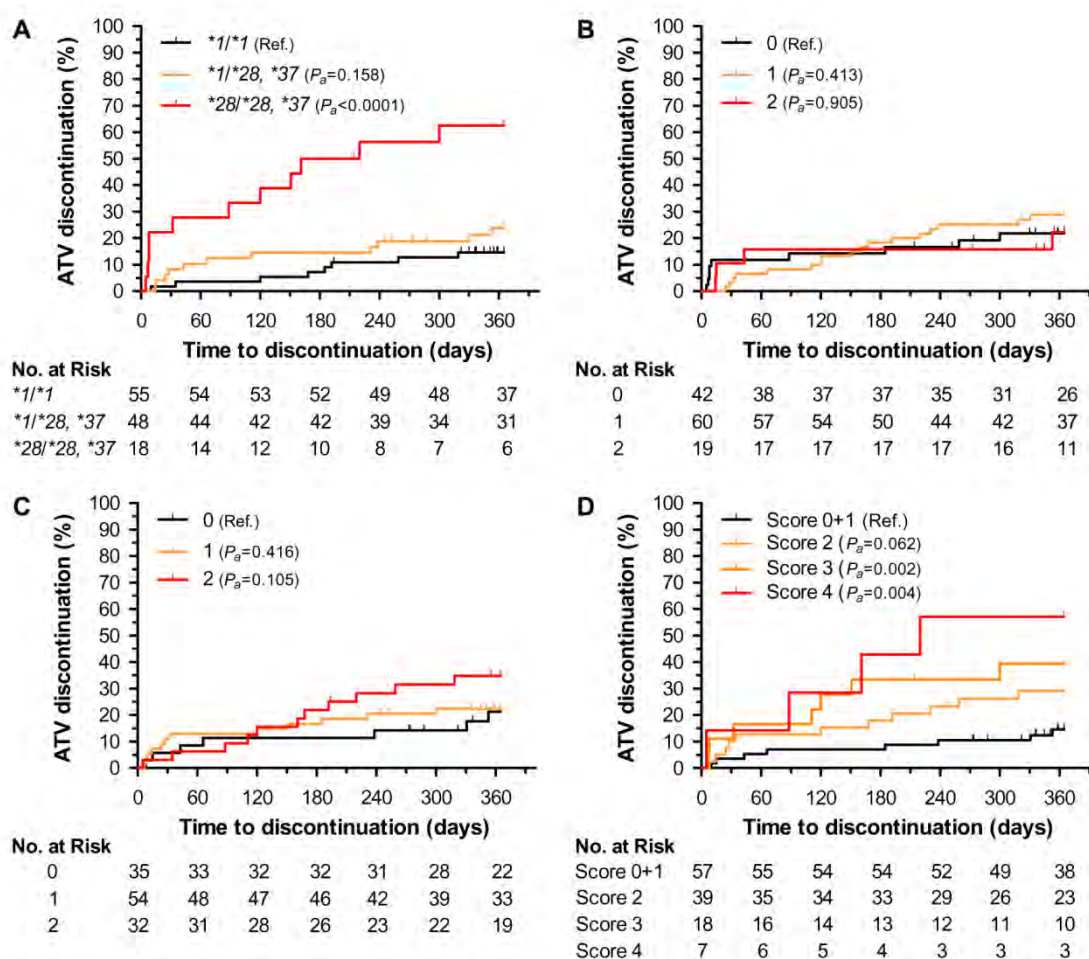 A
ATV discontinuation (%)
100
90
80
70
60
50
40
30
20
10
0
*1/*1 (Ref.)
*1/*28, *37 (Pa=0.158)
*28/*28, *37 (Pa<0.0001)
0 60 120 180 240 300 360
Time to discontinuation (days)
No. at Risk
*1/*1 55 54 53 52 49 48 37
*1/*28, *37 48 44 42 42 39 34 31
*28/*28, *37 18 14 12 10 8 7 6
B
ATV discontinuation (%)
100
90
80
70
60
50
40
30
20
10
0
0 (Ref.)
1 (Pa=0.413)
2 (Pa=0.905)
0 60 120 180 240 300 360
Time to discontinuation (days)
No. at Risk
0 42 38 37 37 35 31 26
1 60 57 54 50 44 42 37
2 19 17 17 17 17 16 11
C
ATV discontinuation (%)
100
90
80
70
60
50
40
30
20
10
0
0 (Ref.)
1 (Pa=0.416)
2 (Pa=0.105)
0 60 120 180 240 300 360
Time to discontinuation (days)
No. at Risk
0 35 33 32 32 31 28 22
1 54 48 47 46 42 39 33
2 32 31 28 26 23 22 19
D
ATV discontinuation (%)
100
90
80
70
60
50
40
30
20
10
0
Score 0+1 (Ref.)
Score 2 (Pa=0.062)
Score 3 (Pa=0.002)
Score 4 (Pa=0.004)
0 60 120 180 240 300 360
Time to discontinuation (days)
No. at Risk
Score 0+1 57 55 54 54 52 49 38
Score 2 39 35 34 33 29 26 23
Score 3 18 16 14 13 12 11 10
Score 4 7 6 5 4 3 3 3